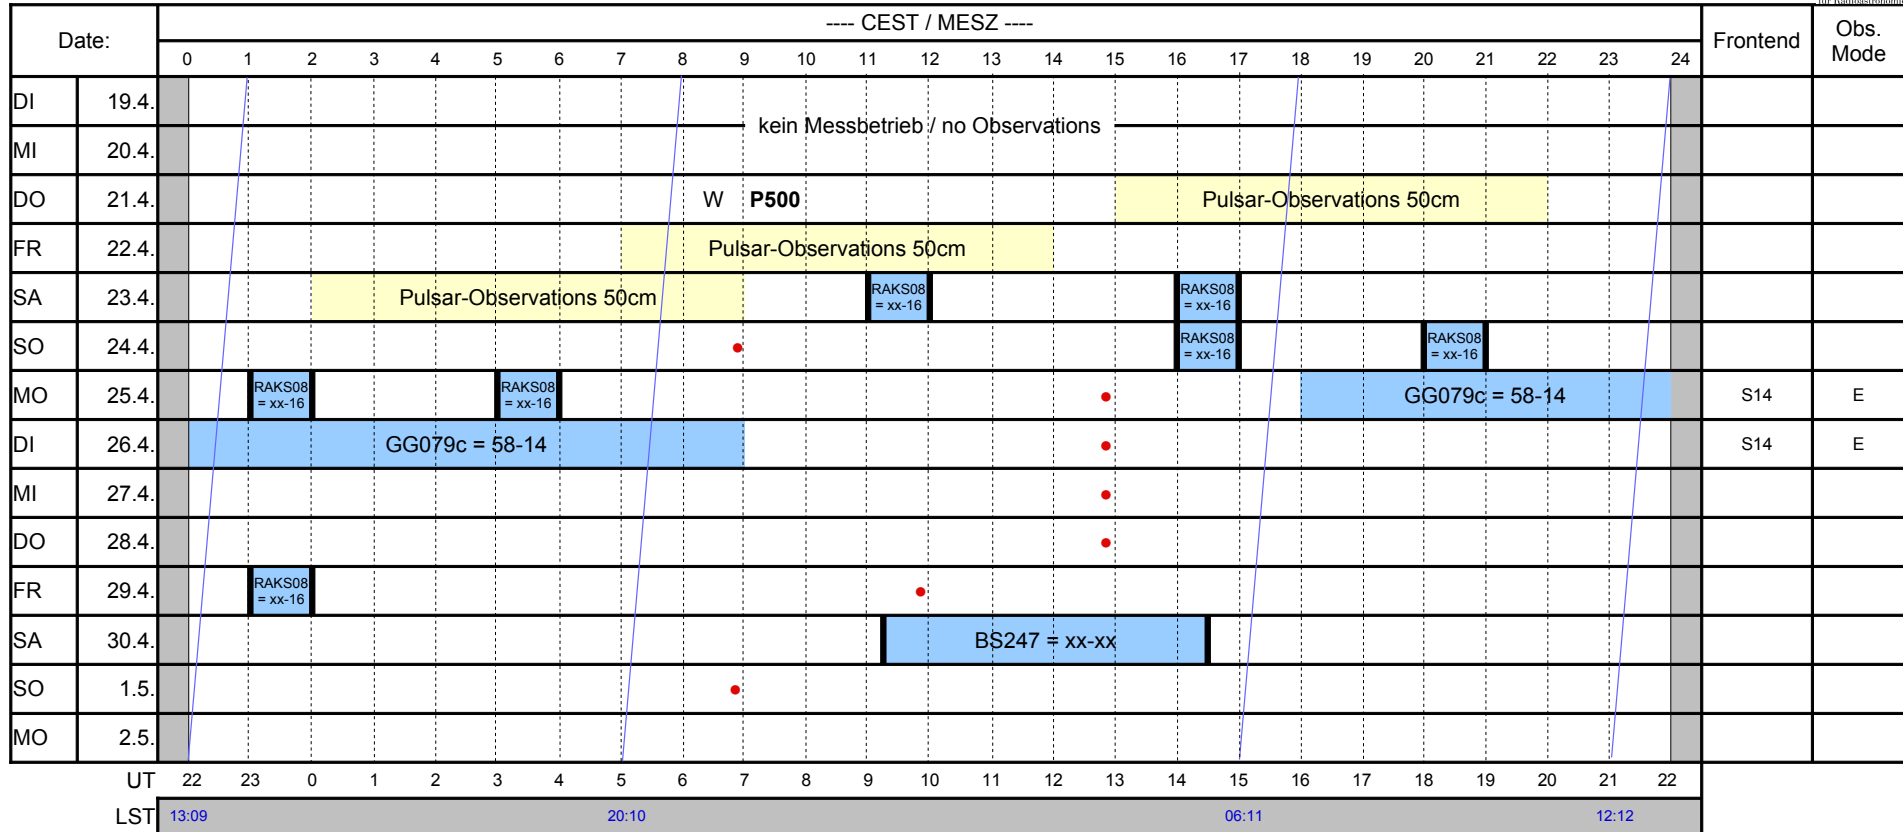 für Radioastronomie
Date:
---- CEST / MESZ ----
Frontend
Obs.
Mode
0 1 2 3 4 5 6 7 8 9 10 11 12 13 14 15 16 17 18 19 20 21 22 23 24
DI 19.4.
kein Messbetrieb / no Observations
MI 20.4.
DO 21.4. W P500 Pulsar-Observations 50cm
FR 22.4. Pulsar-Observations 50cm
SA 23.4. Pulsar-Observations 50cm
RAKS08
= xx-16
RAKS08
= xx-16
SO 24.4.
RAKS08
= xx-16
RAKS08
= xx-16
MO 25.4.
RAKS08
= xx-16
RAKS08
= xx-16
GG079c = 58-14 S14 E
DI 26.4. GG079c = 58-14 S14 E
MI 27.4.
DO 28.4.
FR 29.4.
RAKS08
= xx-16
SA 30.4. BS247 = xx-xx
SO 1.5.
MO 2.5.
UT 22 23 0 1 2 3 4 5 6 7 8 9 10 11 12 13 14 15 16 17 18 19 20 21 22
LST 13:09 20:10 06:11 12:12